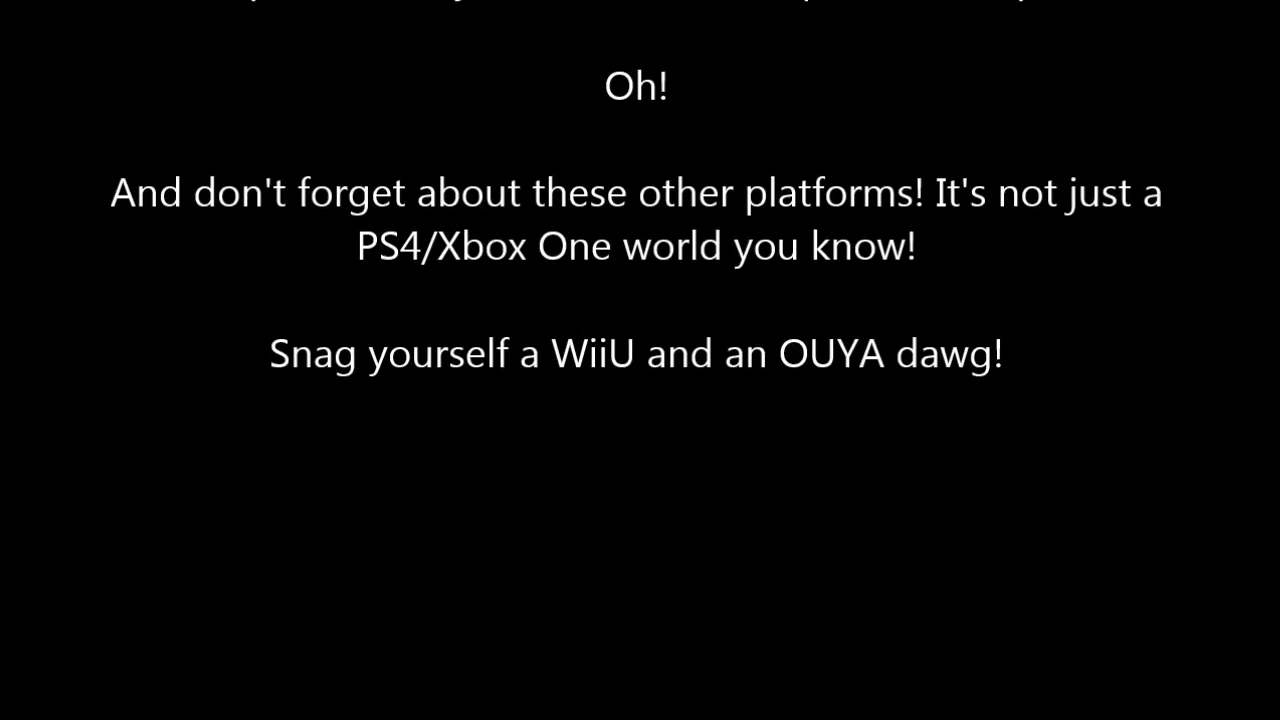 Oh!
And don't forget about these other platforms! It's not just a
PS4/Xbox One world you know!
Snag yourself a WiiU and an OUYA dawg!